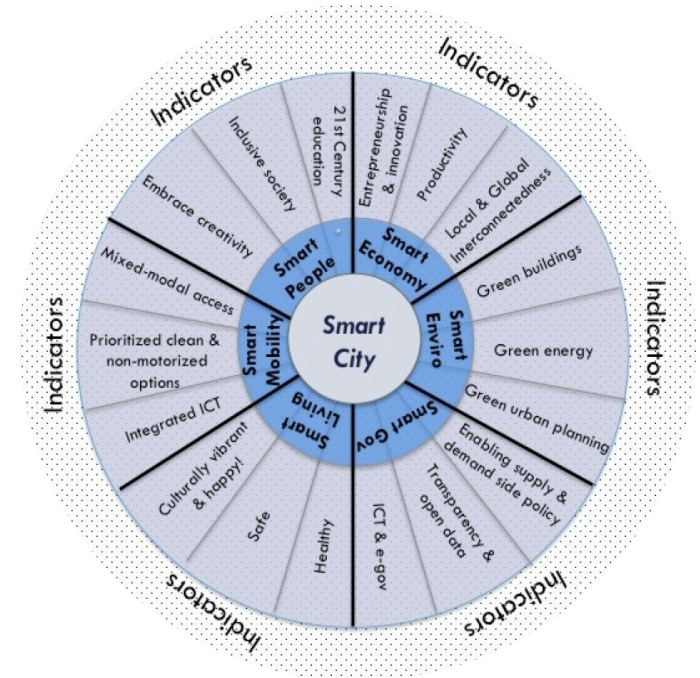 Indicators
Indicators
Indicators
Indicators
Indicators
Indicators
Smart
City
Smart
Economy
Entrepreneurship
& innovation
Productivity
Local & Global
Interconnectedness
Smart
Enviro
Green buildings
Green energy
Green urban planning
Smart Gov
Enabling supply &
demand side policy
Transparency &
open data
ICT & e-gov
Smart
Living
Healthy
Safe
Culturally vibrant
& happy!
Smart
Mobility
Integrated ICT
Prioritized clean &
non-motorized
options
Mixed-modal access
Smart
People
Embrace creativity
Inclusive society
21st Century
education